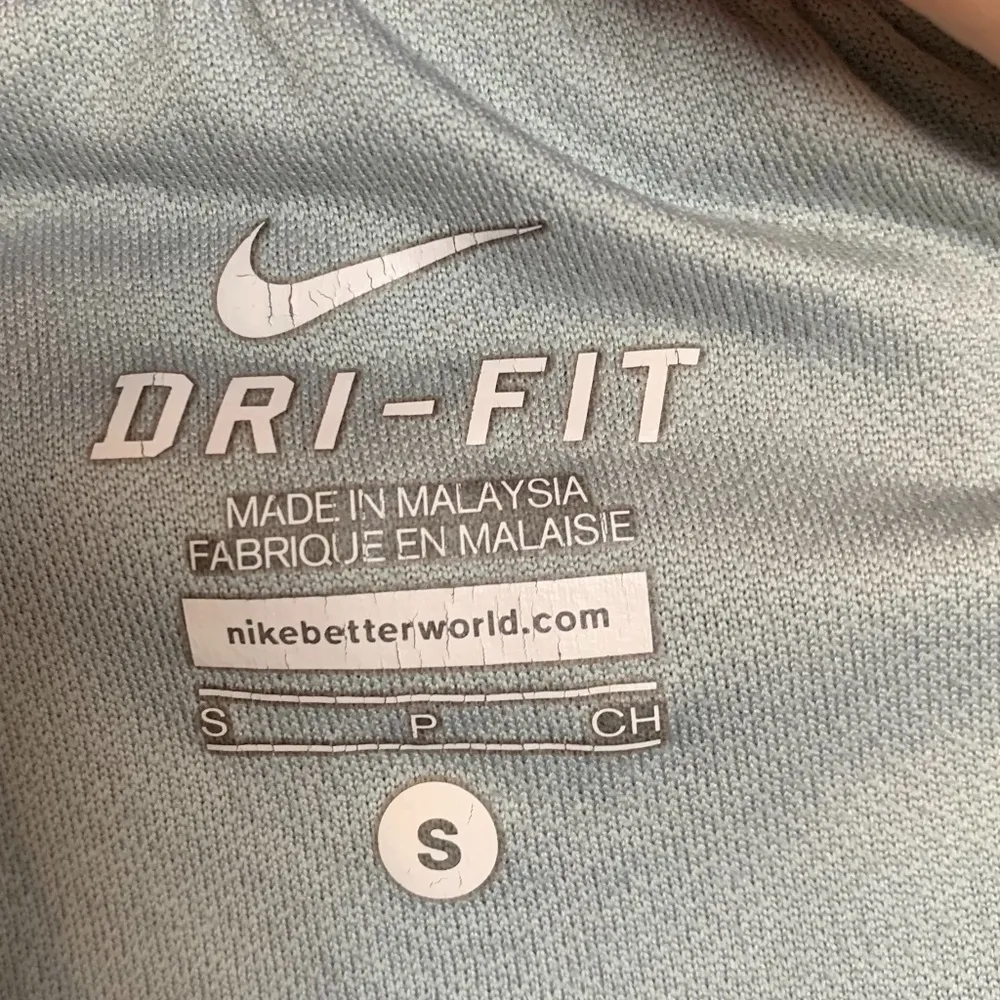 DRI-FIT
MADE IN MALAYSIA
FABRIQUE EN MALAISIE
nikebetterworld.com
S P CH
S